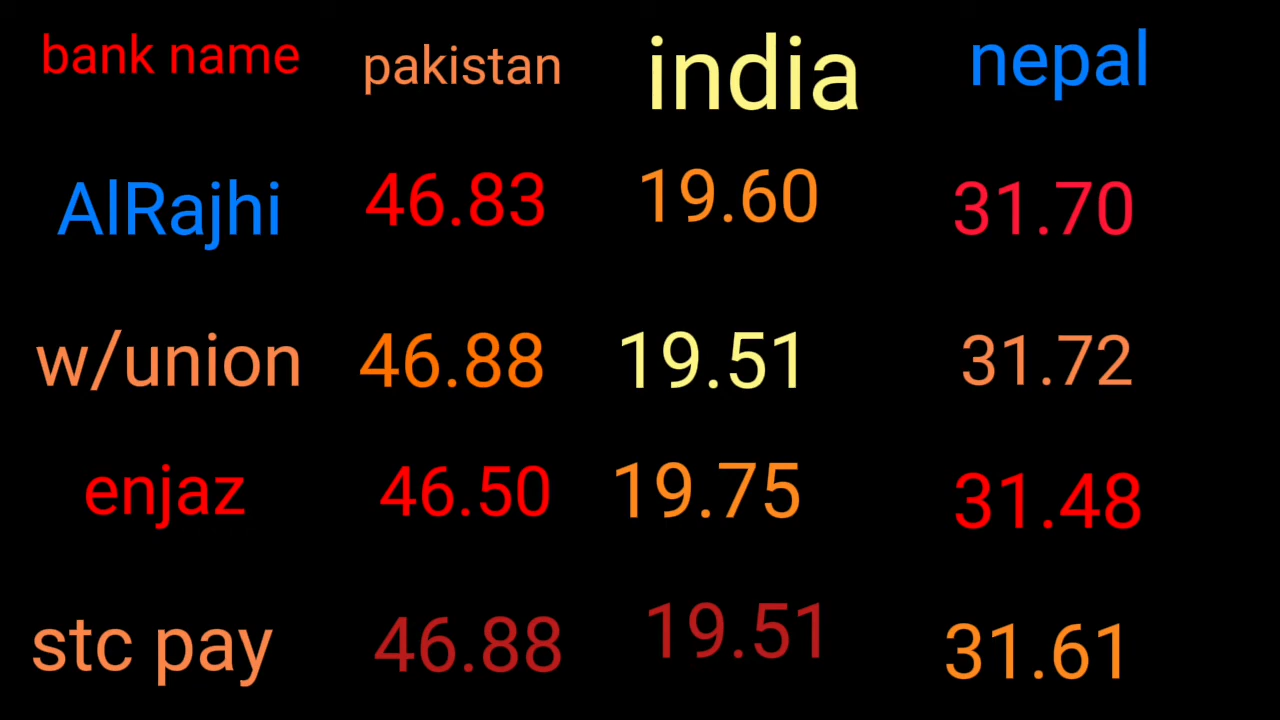 bank name pakistan india nepal
AlRajhi 46.83 19.60 31.70
w/union 46.88 19.51 31.72
enjaz 46.50 19.75 31.48
stc pay 46.88 19.51 31.61